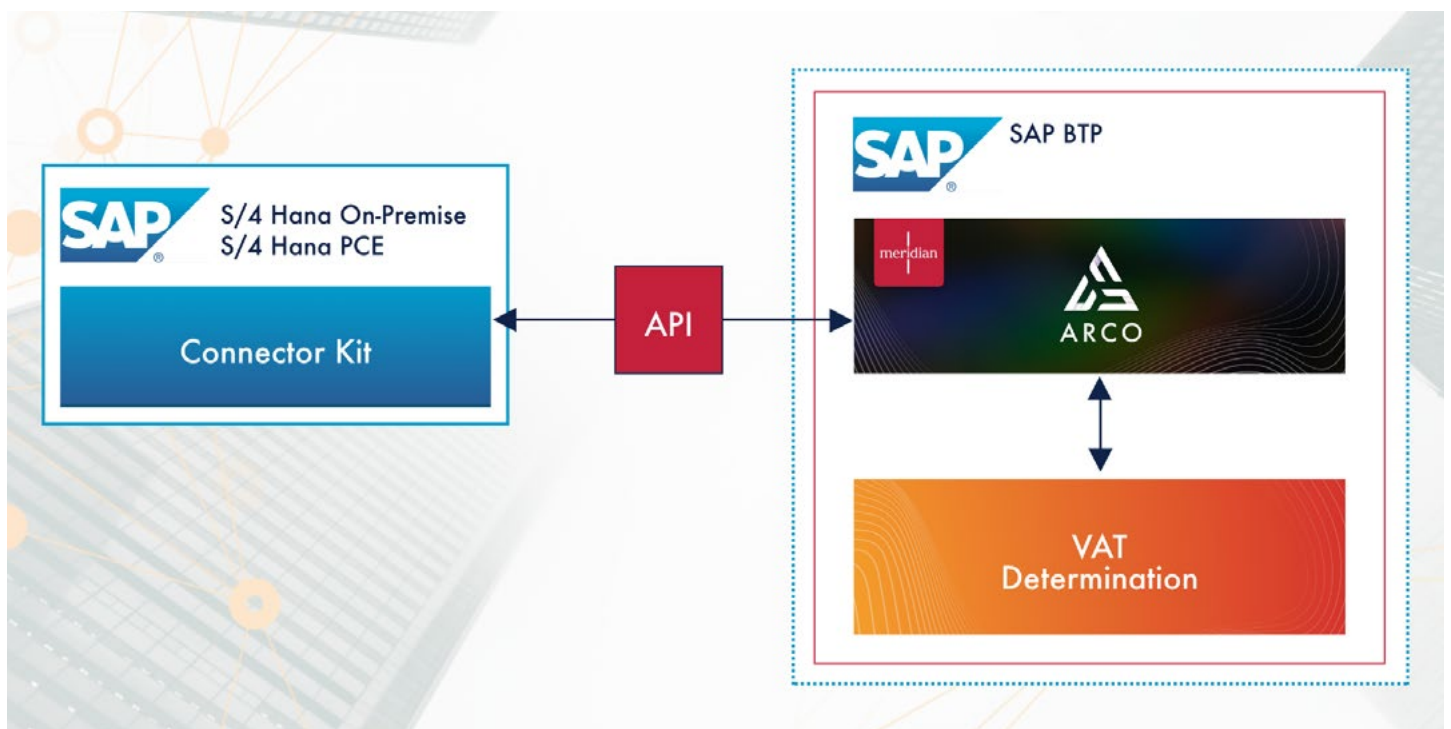 SAP
®
S/4 Hana On-Premise
S/4 Hana PCE
Connector Kit
API
SAP
®
SAP BTP
meridian
ARCO
VAT
Determination